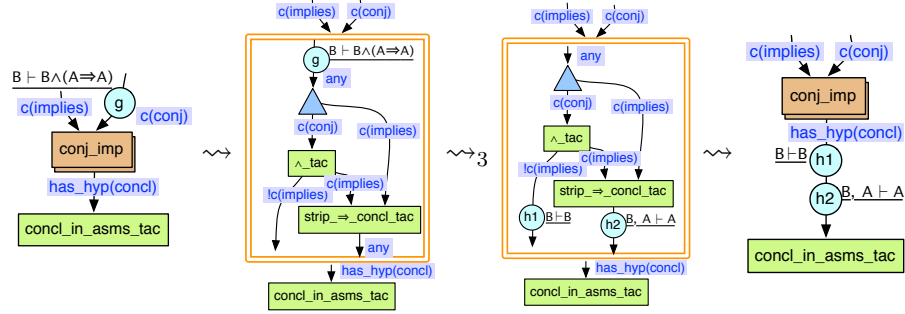 B ⊢ B∧(A⇒A)
g
c(implies)
c(conj)
conj_imp
has_hyp(concl)
concl_in_asms_tac
⇝
c(implies)
c(conj)
g
B ⊢ B∧(A⇒A)
any
c(conj)
c(implies)
∧_tac
c(implies)
!c(implies)
strip_⇒_concl_tac
any
has_hyp(concl)
concl_in_asms_tac
⇝3
c(implies)
c(conj)
any
c(conj)
c(implies)
∧_tac
c(implies)
!c(implies)
strip_⇒_concl_tac
h1
B⊢B
h2
B, A ⊢ A
has_hyp(concl)
concl_in_asms_tac
⇝
c(implies)
c(conj)
conj_imp
has_hyp(concl)
B⊢B
h1
h2
B, A ⊢ A
concl_in_asms_tac